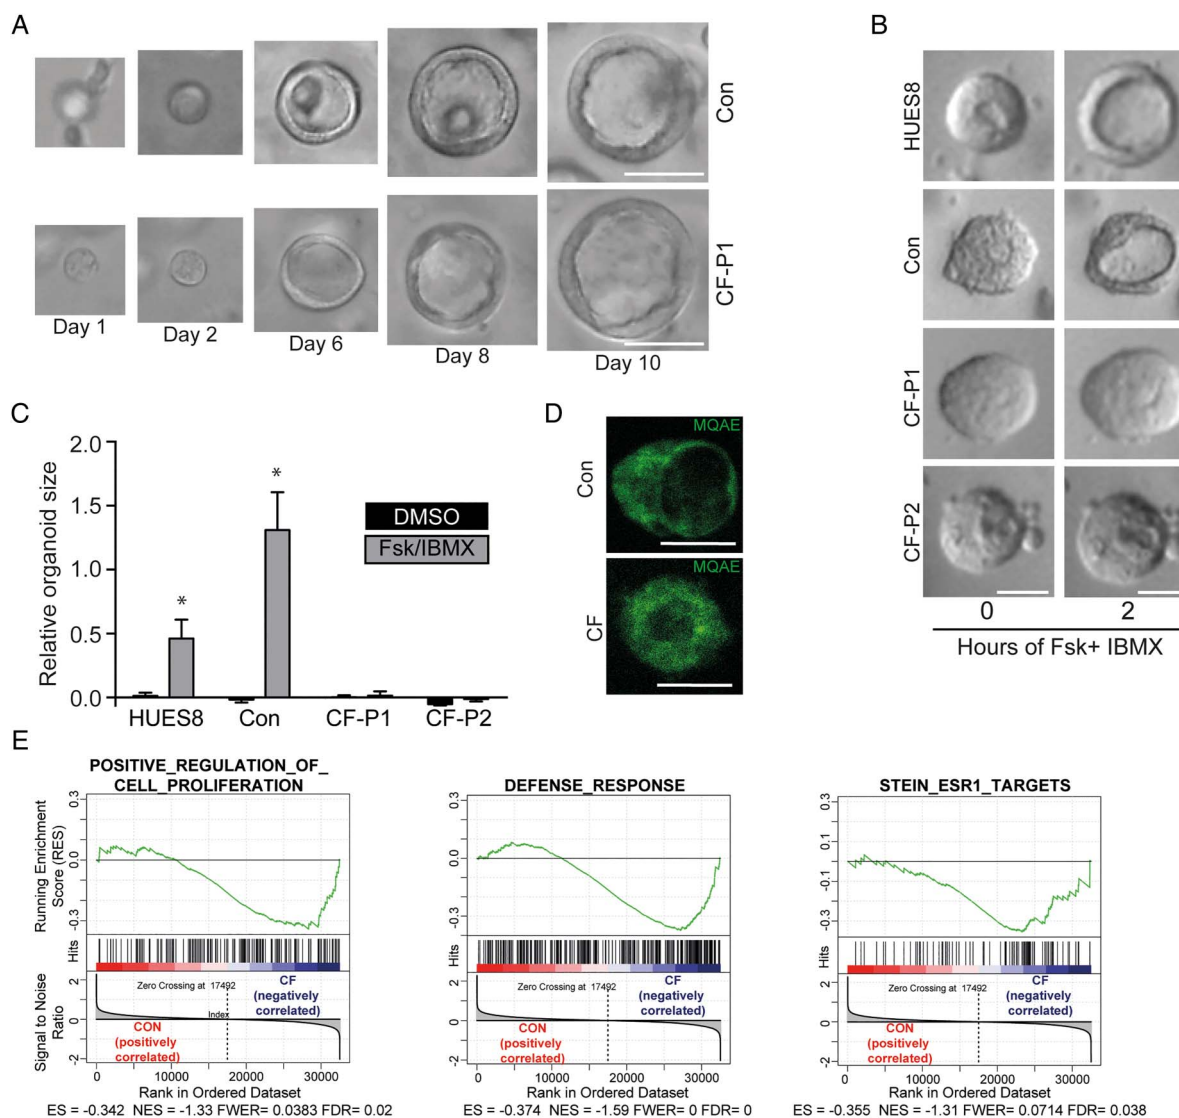 A
Con
CF-P1
Day 1
Day 2
Day 6
Day 8
Day 10
B
HUES8
Con
CF-P1
CF-P2
0
2
Hours of Fsk+ IBMX
C
Relative organoid size
2.0
1.5
1.0
0.5
0.0
*
*
DMSO
Fsk/IBMX
HUES8
Con
CF-P1
CF-P2
D
MQAE
Con
MQAE
CF
E
POSITIVE_REGULATION_OF_
CELL_PROLIFERATION
Running Enrichment
Score (RES)
0.3
0.0
-0.3
Hits
Signal to Noise
Ratio
2
0
-2
Zero Crossing at 17492
Index
CF
(negatively
correlated)
CON
(positively
correlated)
0 10000 20000 30000
Rank in Ordered Dataset
ES = -0.342 NES = -1.33 FWER= 0.0383 FDR= 0.02
DEFENSE_RESPONSE
0.3
0.0
-0.3
Hits
2
0
-2
Zero Crossing at 17492
CF
(negatively
correlated)
CON
(positively
correlated)
0 10000 20000 30000
Rank in Ordered Dataset
ES = -0.374 NES = -1.59 FWER= 0 FDR= 0
STEIN_ESR1_TARGETS
0.3
0.1
-0.1
-0.3
Hits
2
0
-2
Zero Crossing at 17492
CF
(negatively
correlated)
CON
(positively
correlated)
0 10000 20000 30000
Rank in Ordered Dataset
ES = -0.355 NES = -1.31 FWER= 0.0714 FDR= 0.038